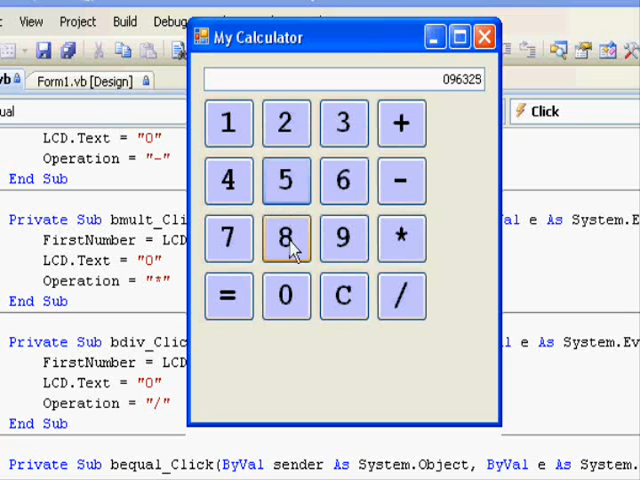 View Project Build Debug
My Calculator
vb Form1.vb [Design]
ual
Click
096325
1 2 3 +
4 5 6 -
7 8 9 *
= 0 C /
LCD.Text = "0"
Operation = "-"
End Sub
Private Sub bmult_Cli yVal e As System.Ev
FirstNumber = LCD
LCD.Text = "0"
Operation = "*"
End Sub
Private Sub bdiv_Click l e As System.Eve
FirstNumber = LCD
LCD.Text = "0"
Operation = "/"
End Sub
Private Sub bequal_Click(ByVal sender As System.Object, ByVal e As System.